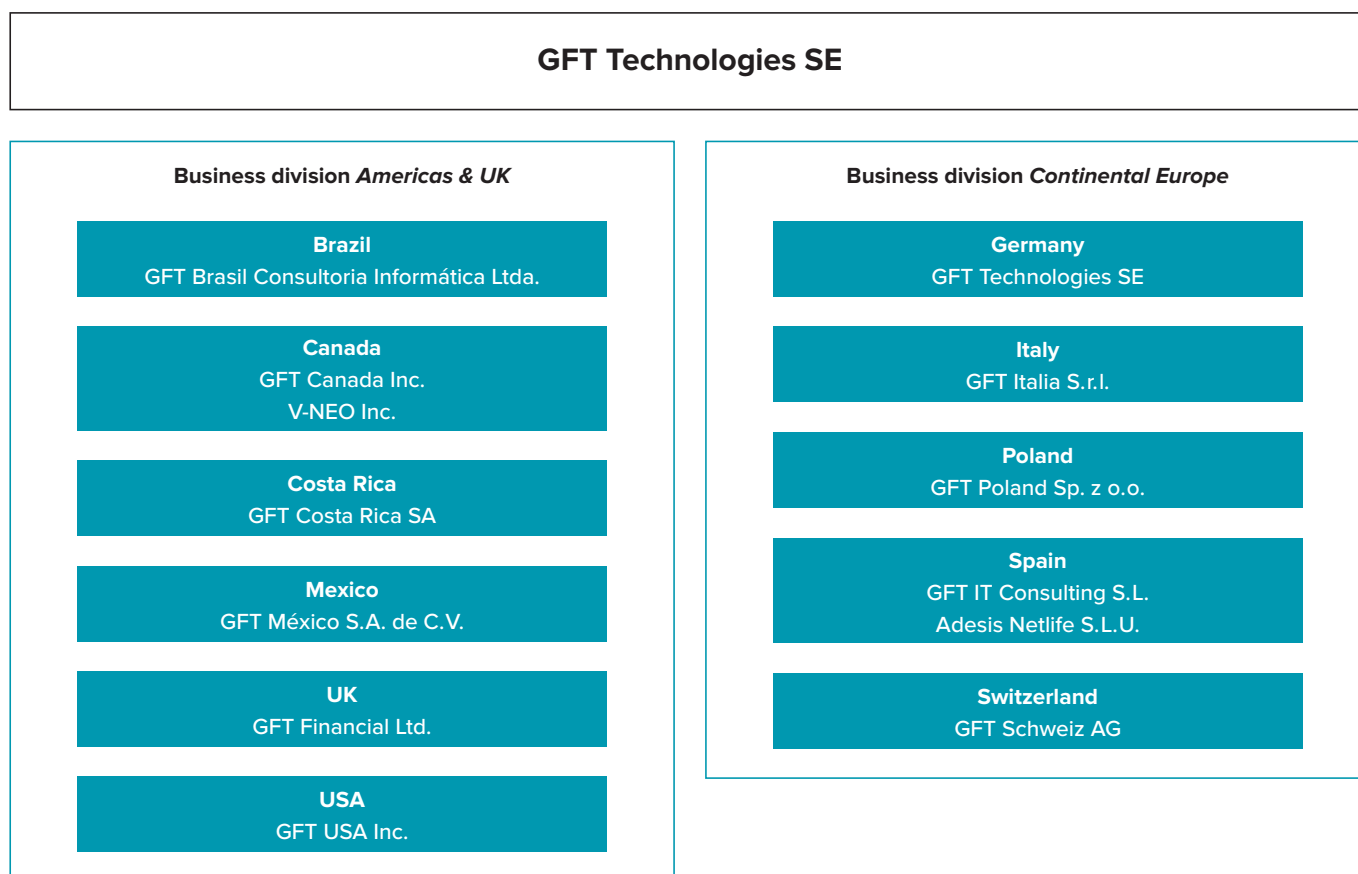 GFT Technologies SE
Business division Americas & UK
Brazil
GFT Brasil Consultoria Informática Ltda.
Canada
GFT Canada Inc.
V-NEO Inc.
Costa Rica
GFT Costa Rica SA
Mexico
GFT México S.A. de C.V.
UK
GFT Financial Ltd.
USA
GFT USA Inc.
Business division Continental Europe
Germany
GFT Technologies SE
Italy
GFT Italia S.r.l.
Poland
GFT Poland Sp. z o.o.
Spain
GFT IT Consulting S.L.
Adesis Netlife S.L.U.
Switzerland
GFT Schweiz AG